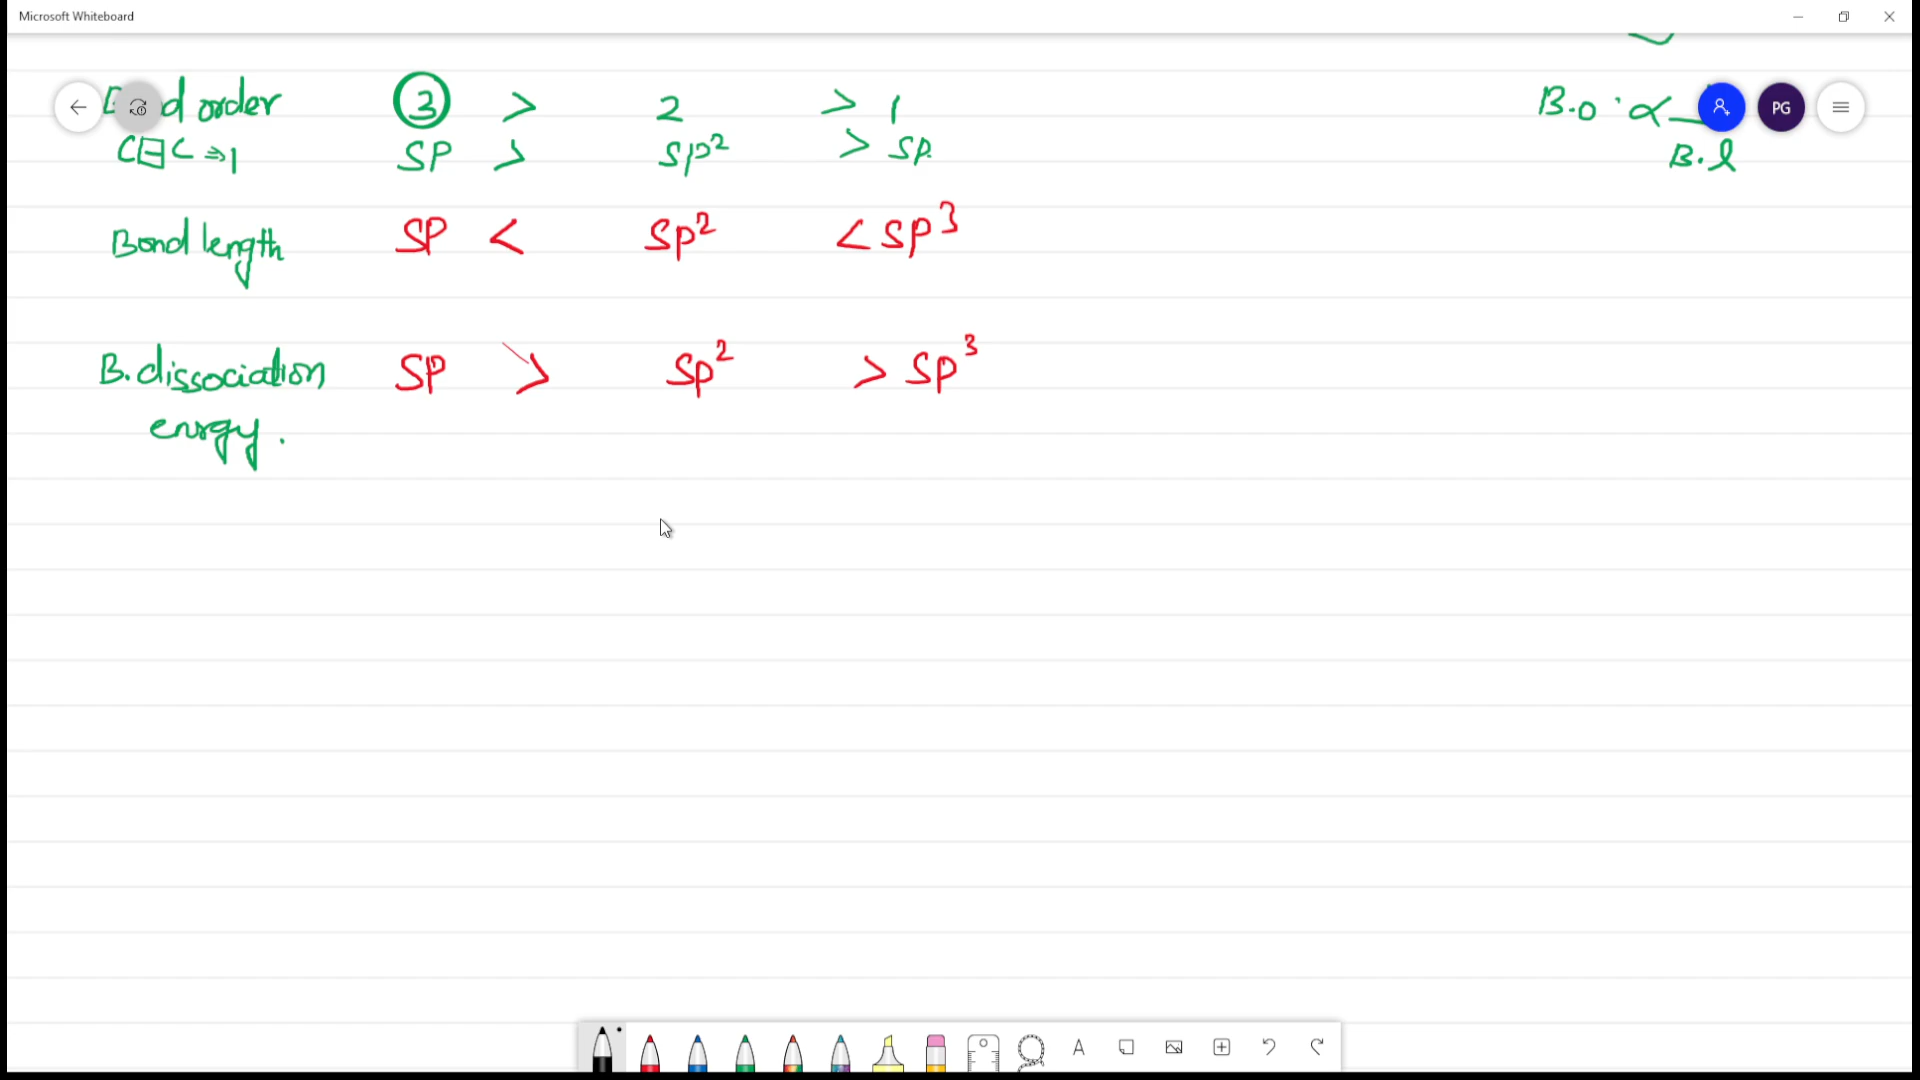 Microsoft Whiteboard
d order 3 > 2 > 1
C≡C ⇒ 1 SP > sp² > SP
Bond length SP < Sp² < SP³
B. dissociation SP > Sp² > SP³
energy.
B.O ∝
B.l
PG
A